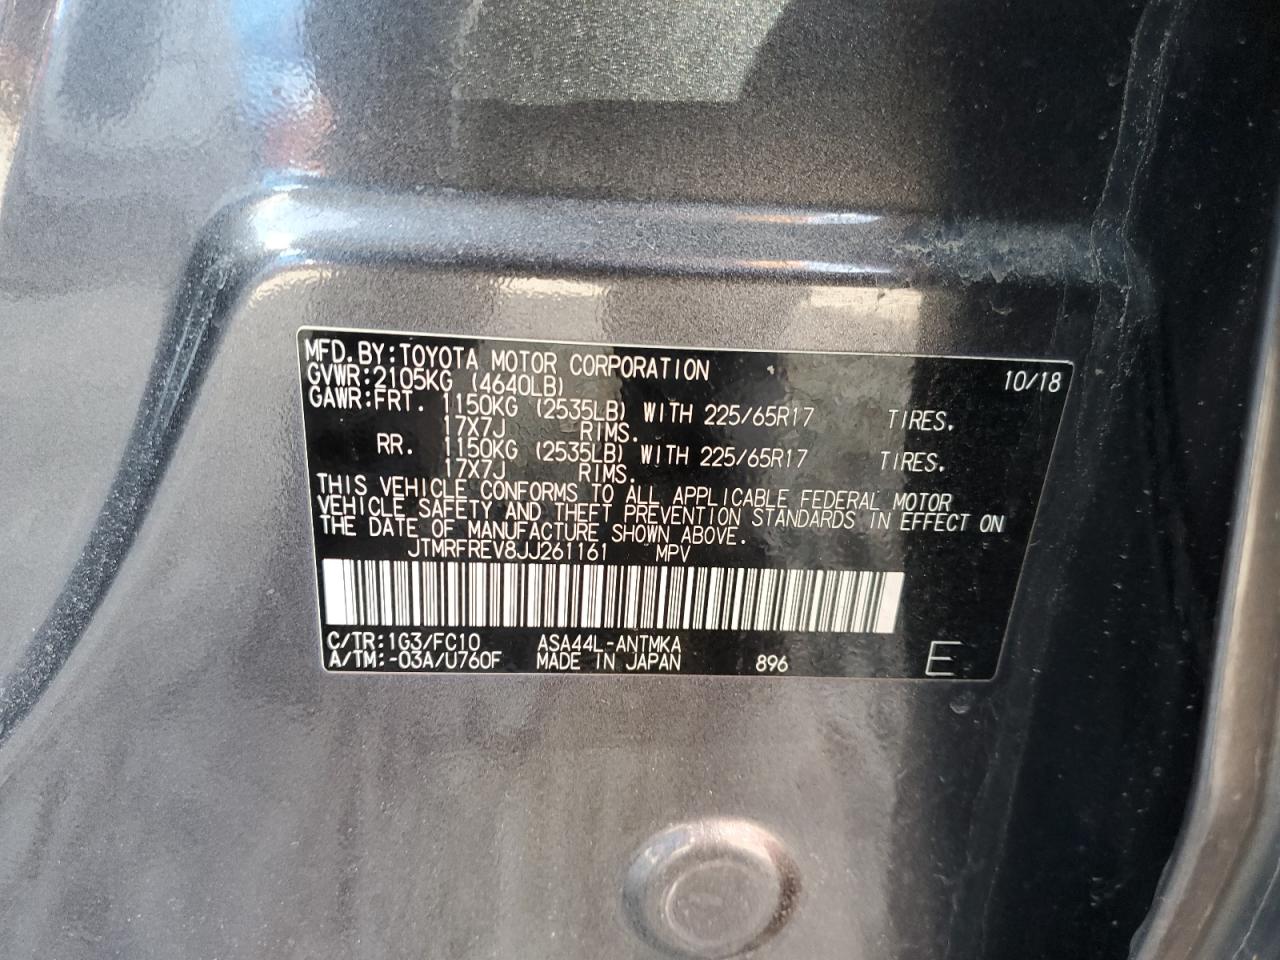 MFD.BY:TOYOTA MOTOR CORPORATION 10/18
GVWR:2105KG (4640LB)
GAWR:FRT. 1150KG (2535LB) WITH 225/65R17 TIRES.
17X7J RIMS.
RR. 1150KG (2535LB) WITH 225/65R17 TIRES.
17X7J RIMS.
THIS VEHICLE CONFORMS TO ALL APPLICABLE FEDERAL MOTOR
VEHICLE SAFETY AND THEFT PREVENTION STANDARDS IN EFFECT ON
THE DATE OF MANUFACTURE SHOWN ABOVE.
JTMRFREV8JJ261161 MPV
C/TR:1G3/FC10 ASA44L-ANTMKA
A/TM:-03A/U760F MADE IN JAPAN 896 E